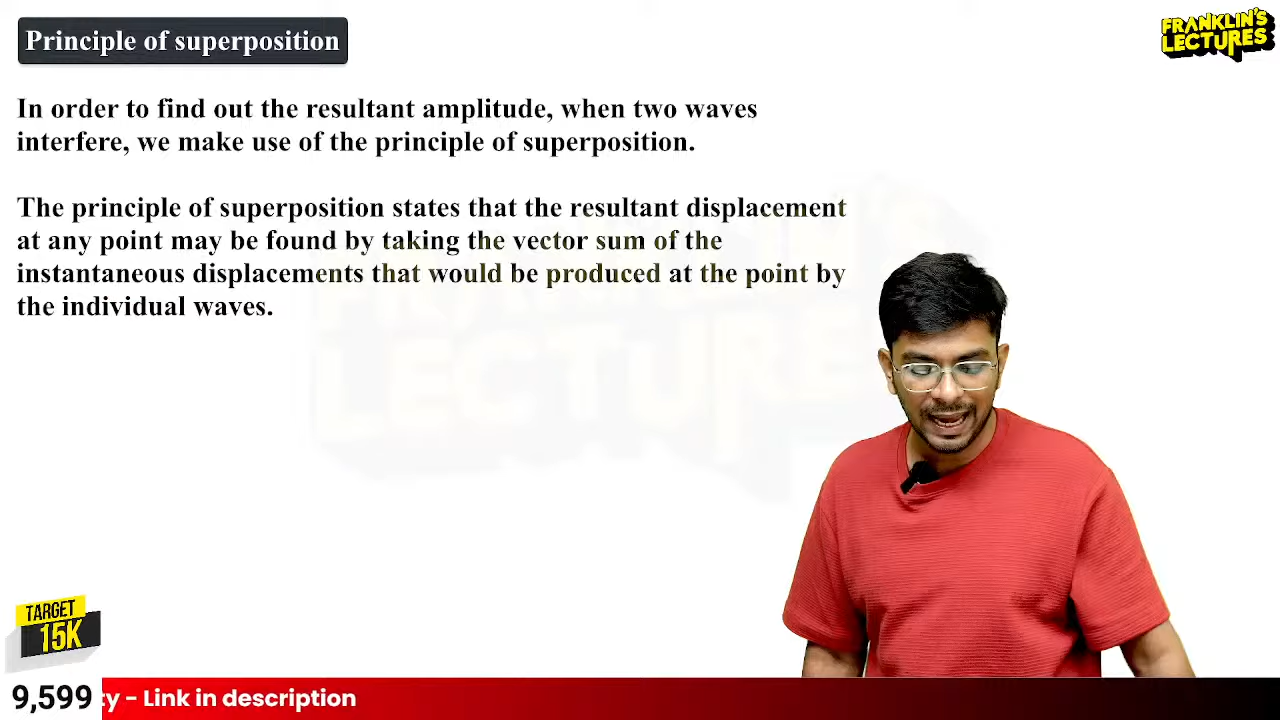 Principle of superposition
FRANKLIN'S
LECTURES
In order to find out the resultant amplitude, when two waves
interfere, we make use of the principle of superposition.
The principle of superposition states that the resultant displacement
at any point may be found by taking the vector sum of the
instantaneous displacements that would be produced at the point by
the individual waves.
FRANKLIN'S
LECTURES
TARGET
15K
9,599
ty - Link in description